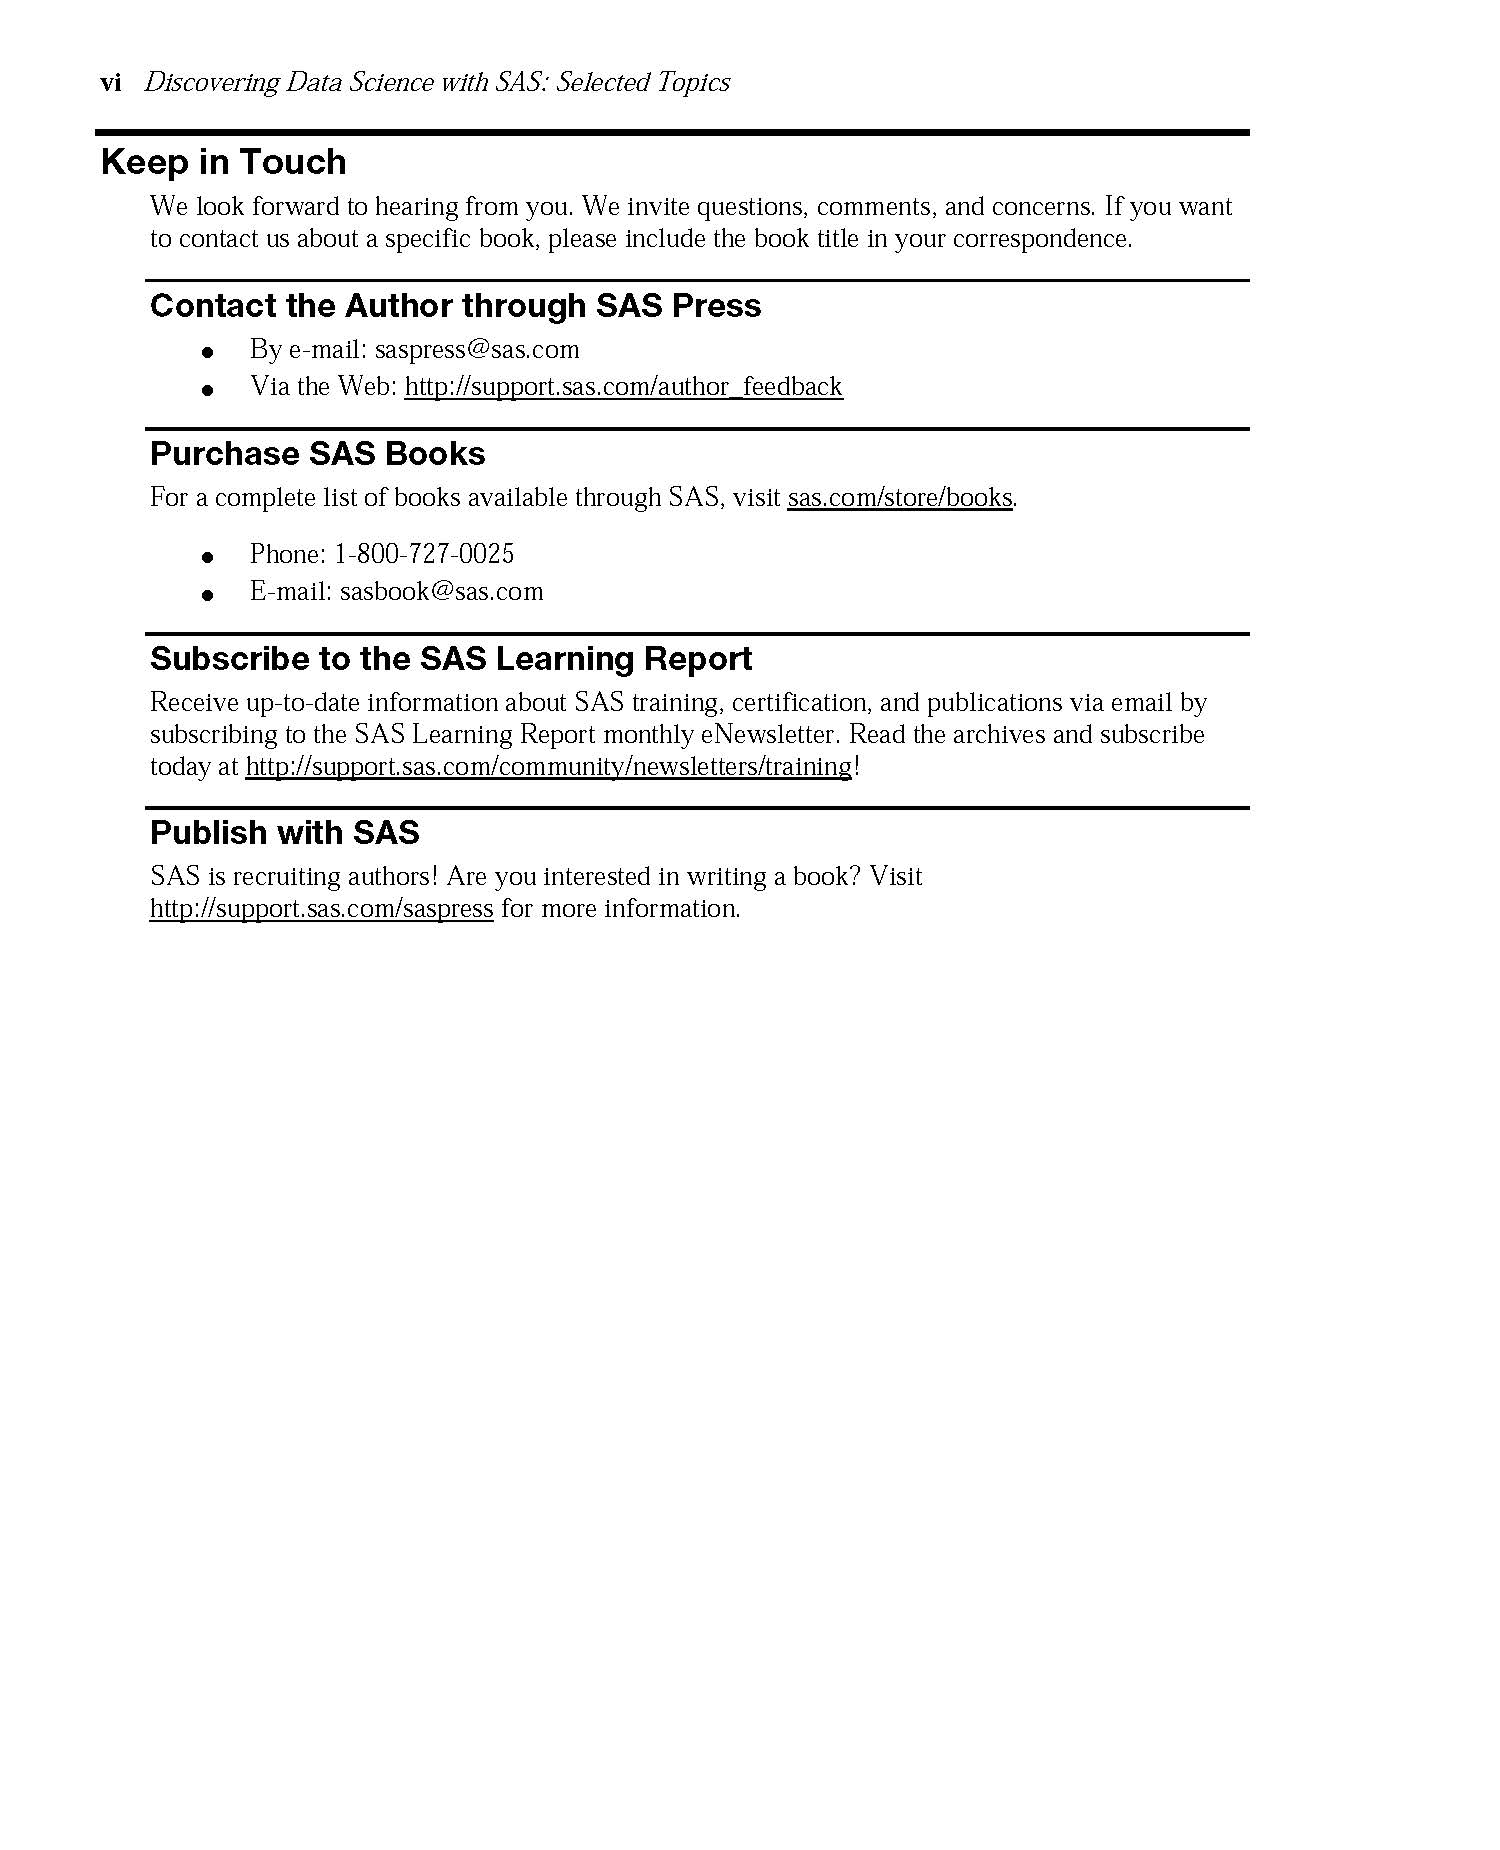 vi Discovering Data Science with SAS: Selected Topics
Keep in Touch
We look forward to hearing from you. We invite questions, comments, and concerns. If you want
to contact us about a specific book, please include the book title in your correspondence.
Contact the Author through SAS Press
● By e-mail: saspress@sas.com
● Via the Web: http://support.sas.com/author_feedback
Purchase SAS Books
For a complete list of books available through SAS, visit sas.com/store/books.
● Phone: 1-800-727-0025
● E-mail: sasbook@sas.com
Subscribe to the SAS Learning Report
Receive up-to-date information about SAS training, certification, and publications via email by
subscribing to the SAS Learning Report monthly eNewsletter. Read the archives and subscribe
today at http://support.sas.com/community/newsletters/training!
Publish with SAS
SAS is recruiting authors! Are you interested in writing a book? Visit
http://support.sas.com/saspress for more information.